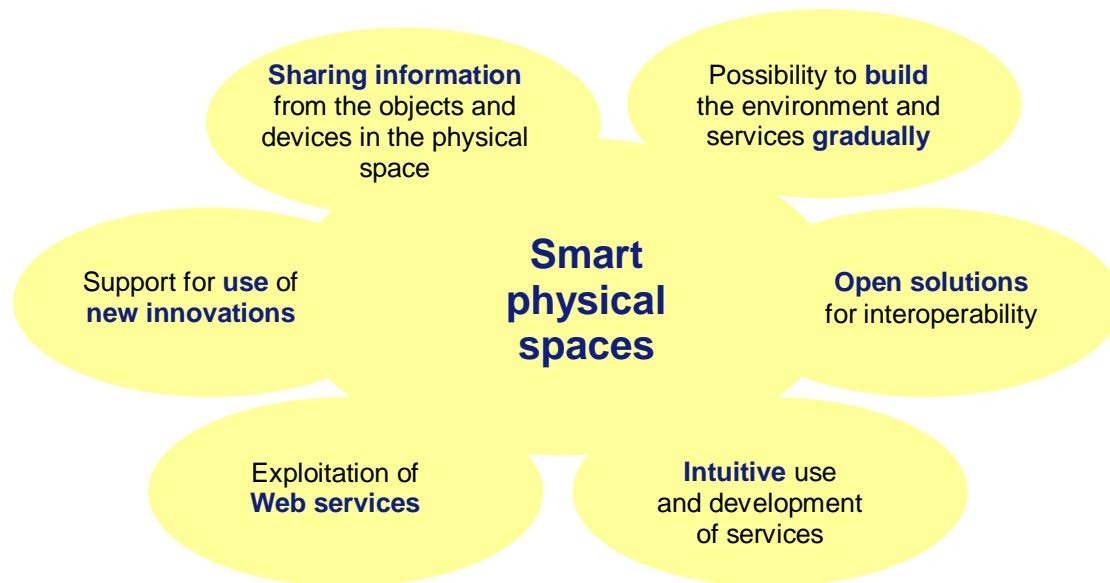 Sharing information
from the objects and
devices in the physical
space
Possibility to build
the environment and
services gradually
Support for use of
new innovations
Smart
physical
spaces
Open solutions
for interoperability
Exploitation of
Web services
Intuitive use
and development
of services